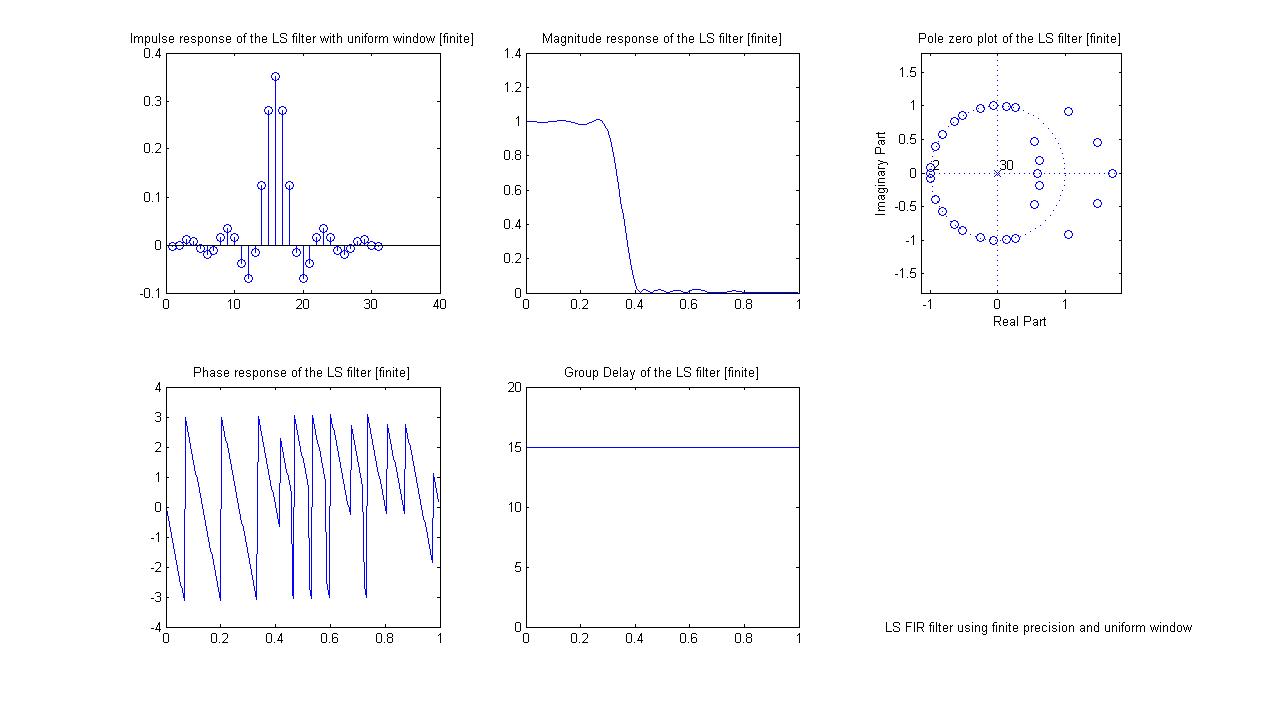 Impulse response of the LS filter with uniform window [finite]
0.4
0.3
0.2
0.1
0
-0.1
0 10 20 30 40
Magnitude response of the LS filter [finite]
1.4
1.2
1
0.8
0.6
0.4
0.2
0
0 0.2 0.4 0.6 0.8 1
Pole zero plot of the LS filter [finite]
Imaginary Part
1.5
1
0.5
0
-0.5
-1
-1.5
2
30
-1 0 1
Real Part
Phase response of the LS filter [finite]
4
3
2
1
0
-1
-2
-3
-4
0 0.2 0.4 0.6 0.8 1
Group Delay of the LS filter [finite]
20
15
10
5
0
0 0.2 0.4 0.6 0.8 1
LS FIR filter using finite precision and uniform window